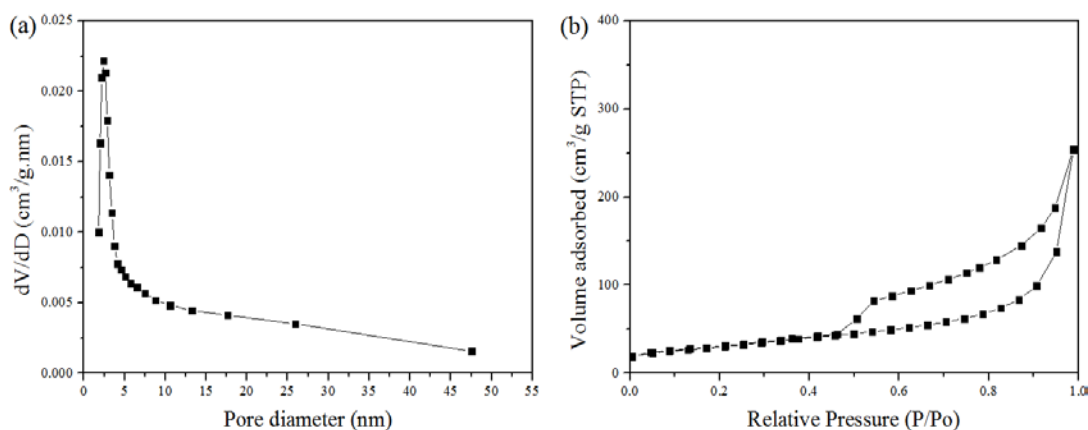 (a)
dV/dD (cm³/g.nm)
0.025
0.020
0.015
0.010
0.005
0.000
0 5 10 15 20 25 30 35 40 45 50 55
Pore diameter (nm)
(b)
Volume adsorbed (cm³/g STP)
400
300
200
100
0
0.0 0.2 0.4 0.6 0.8 1.0
Relative Pressure (P/Po)